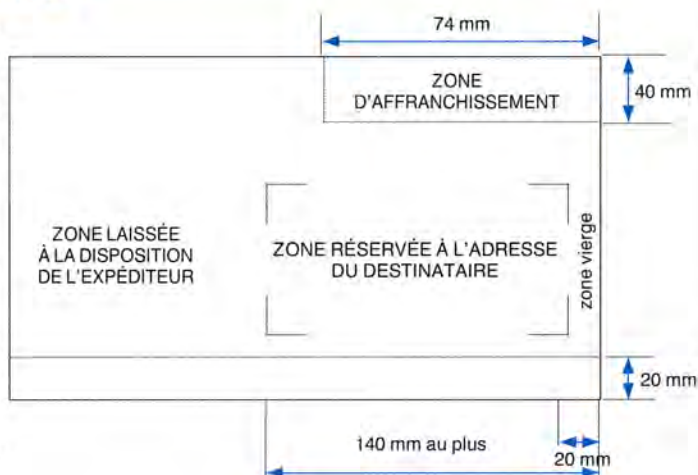 74 mm
ZONE
D'AFFRANCHISSEMENT
40 mm
ZONE LAISSÉE
À LA DISPOSITION
DE L'EXPÉDITEUR
ZONE RÉSERVÉE À L'ADRESSE
DU DESTINATAIRE
zone vierge
20 mm
140 mm au plus
20 mm